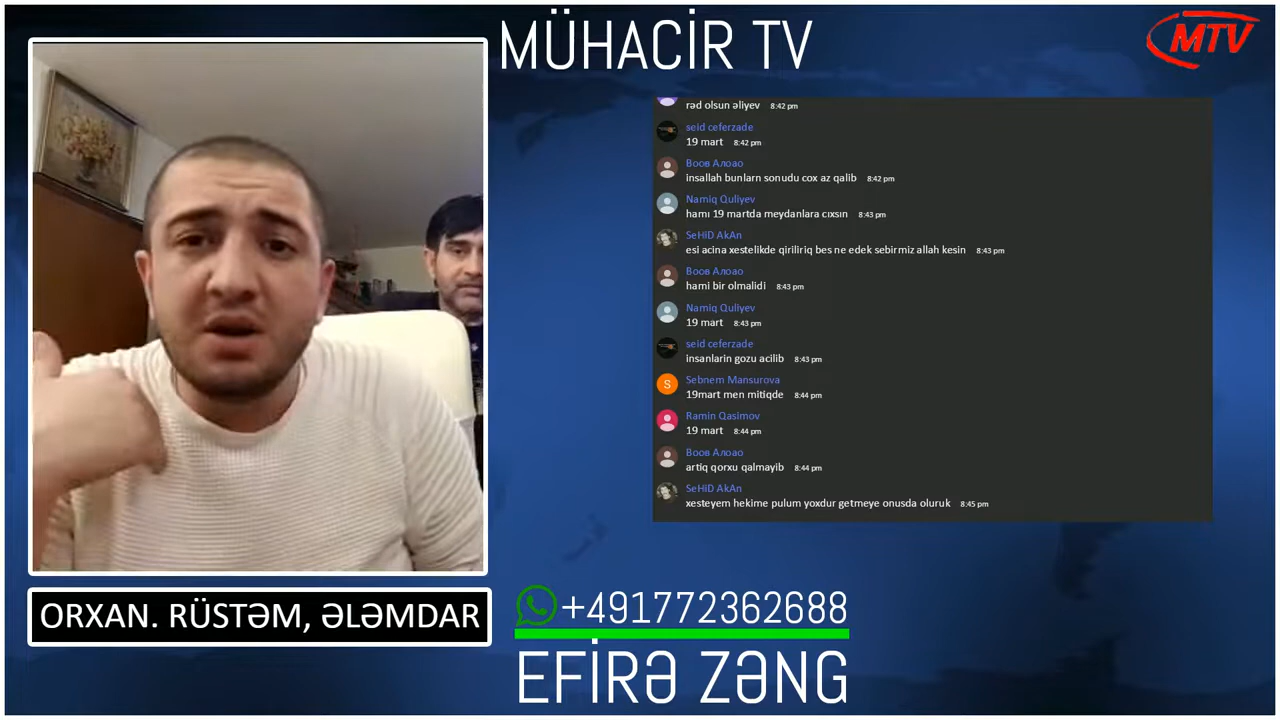 MÜHACİR TV
MTV
rəd olsun əliyev 8:42 pm
seid ceferzade
19 mart 8:42 pm
Воов Алоао
insallah bunlarn sonudu cox az qalib 8:42 pm
Namiq Quliyev
hamı 19 martda meydanlara cıxsın 8:43 pm
SeHiD AkAn
esi acina xestelikde qiriliriq bes ne edek sebirmiz allah kesin 8:43 pm
Воов Алоао
hami bir olmalidi 8:43 pm
Namiq Quliyev
19 mart 8:43 pm
seid ceferzade
insanlarin gozu acilib 8:43 pm
S
Sebnem Mansurova
19mart men mitiqde 8:44 pm
Ramin Qasimov
19 mart 8:44 pm
Воов Алоао
artiq qorxu qalmayib 8:44 pm
SeHiD AkAn
xesteyem hekime pulum yoxdur getmeye onusda oluruk 8:45 pm
ORXAN. RÜSTƏM, ƏLƏMDAR
+491772362688
EFİRƏ ZƏNG